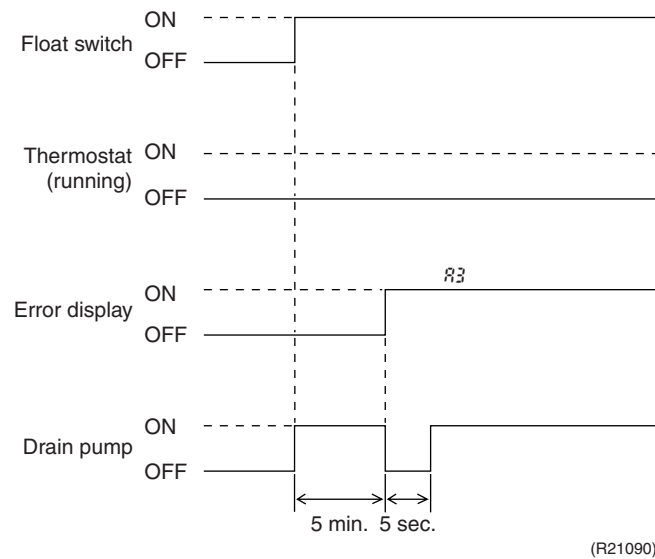 ON
Float switch
OFF
Thermostat ON
(running)
OFF
A3
ON
Error display
OFF
ON
Drain pump
OFF
5 min. 5 sec.
(R21090)